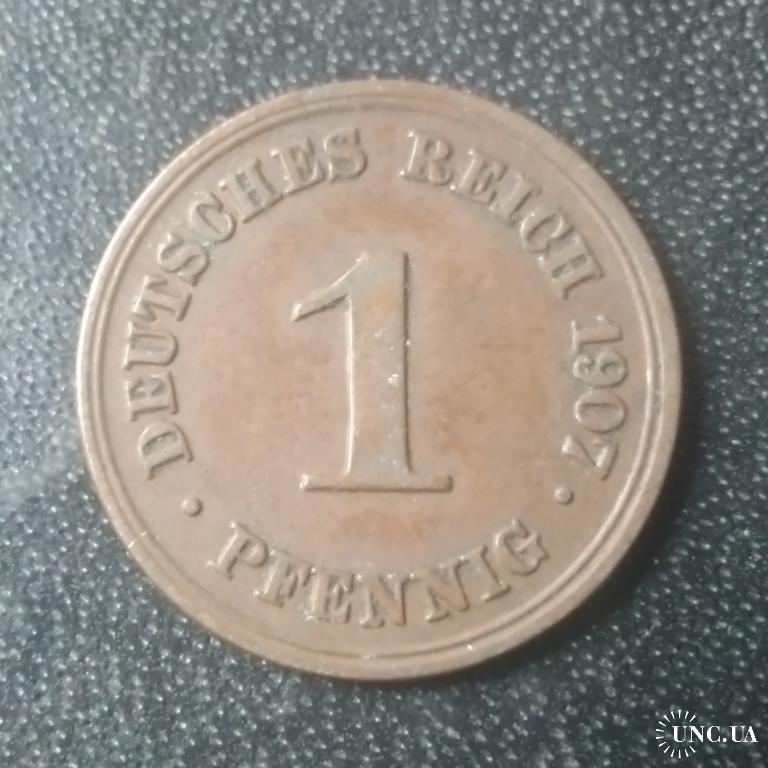 DEUTSCHES REICH 1907
1
· PFENNIG ·
UNC.UA